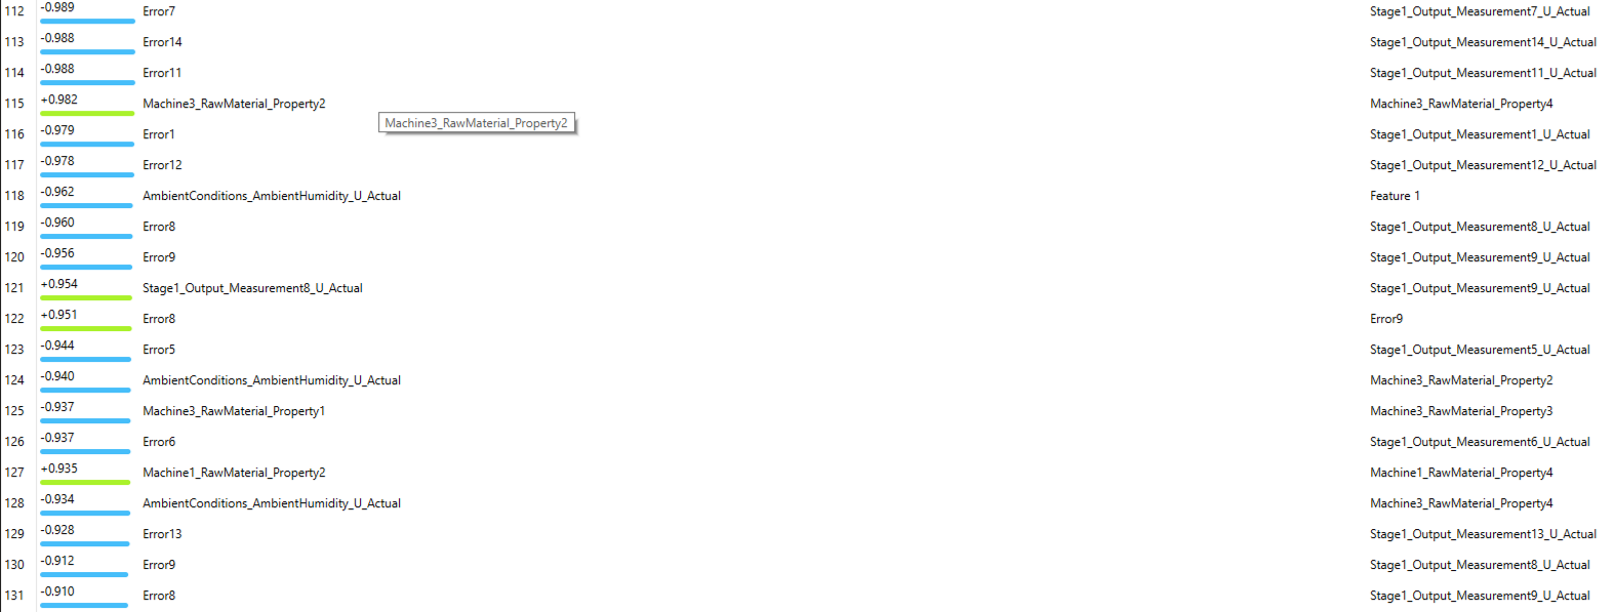 112 -0.989 Error7 Stage1_Output_Measurement7_U_Actual
113 -0.988 Error14 Stage1_Output_Measurement14_U_Actual
114 -0.988 Error11 Stage1_Output_Measurement11_U_Actual
115 +0.982 Machine3_RawMaterial_Property2 Machine3_RawMaterial_Property4
Machine3_RawMaterial_Property2
116 -0.979 Error1 Stage1_Output_Measurement1_U_Actual
117 -0.978 Error12 Stage1_Output_Measurement12_U_Actual
118 -0.962 AmbientConditions_AmbientHumidity_U_Actual Feature 1
119 -0.960 Error8 Stage1_Output_Measurement8_U_Actual
120 -0.956 Error9 Stage1_Output_Measurement9_U_Actual
121 +0.954 Stage1_Output_Measurement8_U_Actual Stage1_Output_Measurement9_U_Actual
122 +0.951 Error8 Error9
123 -0.944 Error5 Stage1_Output_Measurement5_U_Actual
124 -0.940 AmbientConditions_AmbientHumidity_U_Actual Machine3_RawMaterial_Property2
125 -0.937 Machine3_RawMaterial_Property1 Machine3_RawMaterial_Property3
126 -0.937 Error6 Stage1_Output_Measurement6_U_Actual
127 +0.935 Machine1_RawMaterial_Property2 Machine1_RawMaterial_Property4
128 -0.934 AmbientConditions_AmbientHumidity_U_Actual Machine3_RawMaterial_Property4
129 -0.928 Error13 Stage1_Output_Measurement13_U_Actual
130 -0.912 Error9 Stage1_Output_Measurement8_U_Actual
131 -0.910 Error8 Stage1_Output_Measurement9_U_Actual